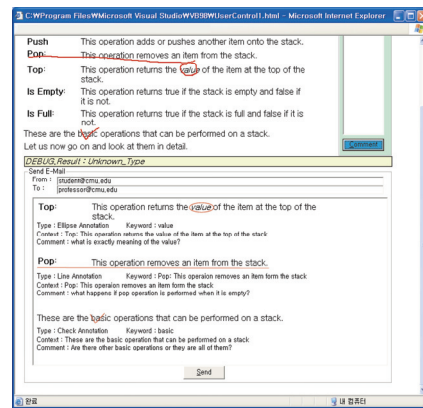 C:\WProgram Files\WMicrosoft Visual Studio\WVB98\WUserControl1.html - Microsoft Internet Explorer
Push This operation adds or pushes another item onto the stack.
Pop: This operation removes an item from the stack.
Top: This operation returns the value of the item at the top of the
stack.
Is Empty: This operation returns true if the stack is empty and false if
it is not.
Is Full: This operation returns true if the stack is full and false if it is
not.
These are the basic operations that can be performed on a stack.
Let us now go on and look at them in detail.
Comment
DEBUG,Result : Unknown_Type
Send E-Mail
From : student@cmu.edu
To : professor@cmu.edu
Top: This operation returns the value of the item at the top of the
stack.
Type : Ellipse Annotation Keyword : value
Context : Top: This operation returns the value of the item at the top of the stack
Comment : what is exactly meaning of the value?
Pop: This operation removes an item from the stack.
Type : Line Annotation Keyword : Pop: This operaion removes an item form the stack
Context : Pop: This operaion removes an item form the stack
Comment : what happens if pop operation is performed when it is empty?
These are the basic operations that can be performed on a stack.
Type : Check Annotation Keyword : basic
Context : These are the basic operation that can be performed on a stack
Comment : Are there other basic operations or they are all of them?
Send
완료 내 컴퓨터